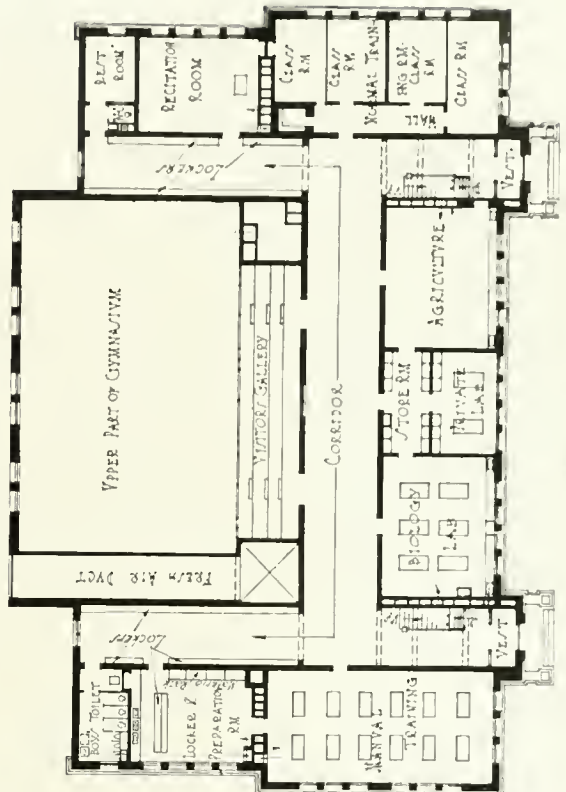 REST
ROOM
RECITATION
ROOM
CLASS
RM
CLASS
RM.
NORMAL TRAIN-
ING RM-
CLASS
RM
CLASS RM
HALL
LOCKERS
VEST.
UPPER PART OF GYMNASIUM
VISITORS GALLERY
CORRIDOR
AGRICULTURE
STORE RM
PRIVATE
LAB
BIOLOGY
LAB
FRESH AIR DUCT
LOCKERS
VEST
BOYS TOILET
LOCKER &
PREPARATION
RM
MANUAL
TRAINING